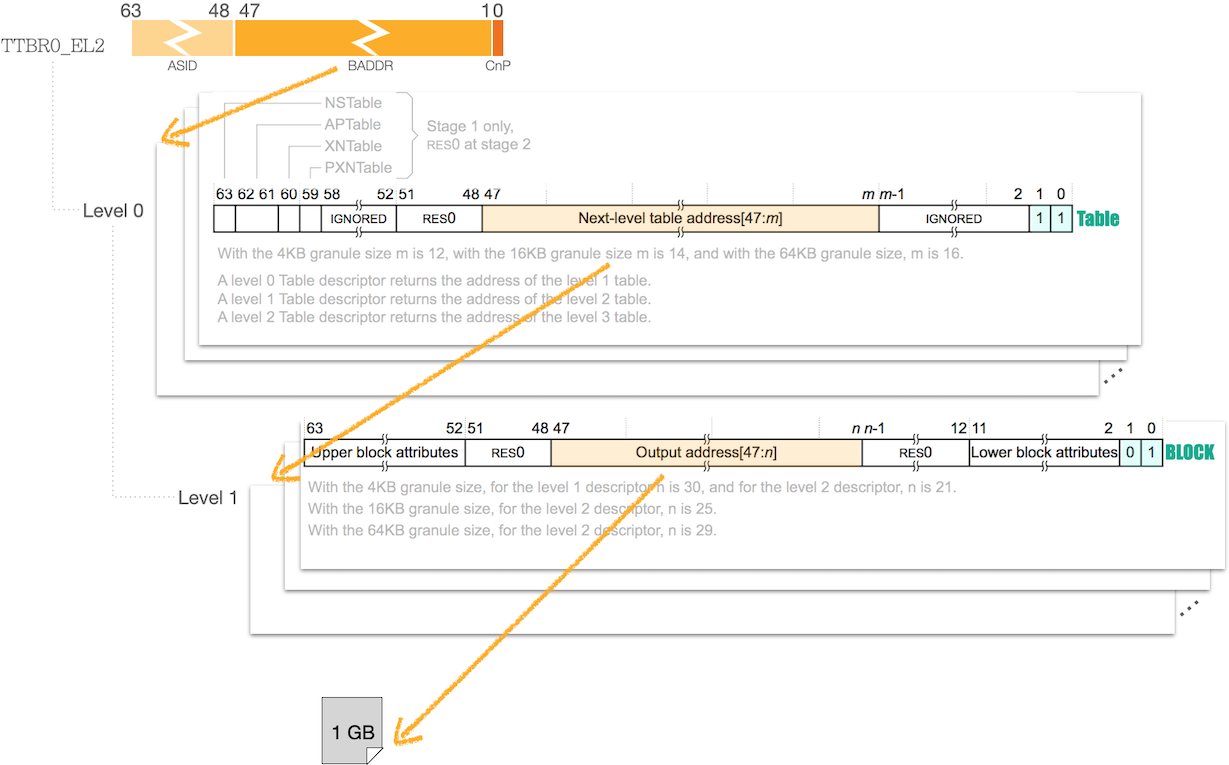 63 48 47 10
TTBR0_EL2
ASID BADDR CnP
NSTable
APTable
XNTable
PXNTable
Stage 1 only,
RES0 at stage 2
63 62 61 60 59 58 52 51 48 47 m m-1 2 1 0
Level 0
IGNORED RES0 Next-level table address[47:m] IGNORED 1 1 Table
With the 4KB granule size m is 12, with the 16KB granule size m is 14, and with the 64KB granule size, m is 16.
A level 0 Table descriptor returns the address of the level 1 table.
A level 1 Table descriptor returns the address of the level 2 table.
A level 2 Table descriptor returns the address of the level 3 table.
63 52 51 48 47 n n-1 12 11 2 1 0
Upper block attributes RES0 Output address[47:n] RES0 Lower block attributes 0 1 BLOCK
Level 1
With the 4KB granule size, for the level 1 descriptor n is 30, and for the level 2 descriptor, n is 21.
With the 16KB granule size, for the level 2 descriptor, n is 25.
With the 64KB granule size, for the level 2 descriptor, n is 29.
1 GB